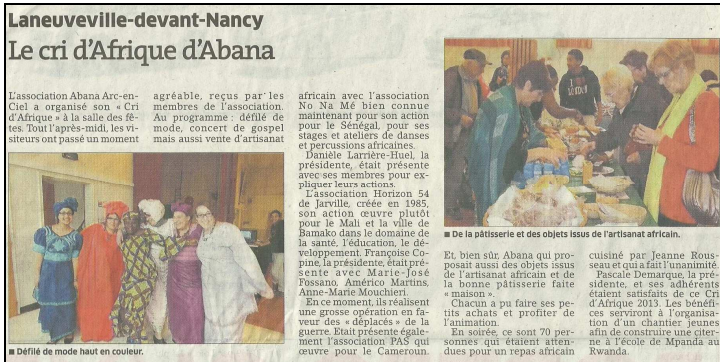 Laneuveville-devant-Nancy
Le cri d'Afrique d'Abana
L'association Abana Arc-en-
Ciel a organisé son « Cri
d'Afrique » à la salle des fê-
tes. Tout l'après-midi, les vi-
siteurs ont passé un moment
agréable, reçus par les
membres de l'association.
Au programme : défilé de
mode, concert de gospel
mais aussi vente d'artisanat
■ Défilé de mode haut en couleur.
africain avec l'association
No Na Mé bien connue
maintenant pour son action
pour le Sénégal, pour ses
stages et ateliers de danses
et percussions africaines.
Danièle Larrière-Huel, la
présidente, était présente
avec ses membres pour ex-
pliquer leurs actions.
L'association Horizon 54
de Jarville, créée en 1985,
son action œuvre plutôt
pour le Mali et la ville de
Bamako dans le domaine de
la santé, l'éducation, le dé-
veloppement. Françoise Co-
pine, la présidente, était pré-
sente avec Marie-José
Fossano, Américo Martins,
Anne-Marie Mouchieri.
En ce moment, ils réalisent
une grosse opération en fa-
veur des « déplacés » de la
guerre. Etait présente égale-
ment l'association PAS qui
œuvre pour le Cameroun.
■ De la pâtisserie et des objets issus de l'artisanat africain.
Et, bien sûr, Abana qui pro-
posait aussi des objets issus
de l'artisanat africain et de
la bonne pâtisserie faite
« maison ».
Chacun a pu faire ses pe-
tits achats et profiter de
l'animation.
En soirée, ce sont 70 per-
sonnes qui étaient atten-
dues pour un repas africain
cuisiné par Jeanne Rous-
seau et qui a fait l'unanimité.
Pascale Demarque, la pré-
sidente, et ses adhérents
étaient satisfaits de ce Cri
d'Afrique 2013. Les bénéfi-
ces serviront à l'organisa-
tion d'un chantier jeunes
afin de construire une citer-
ne à l'école de Mpanda au
Rwanda.